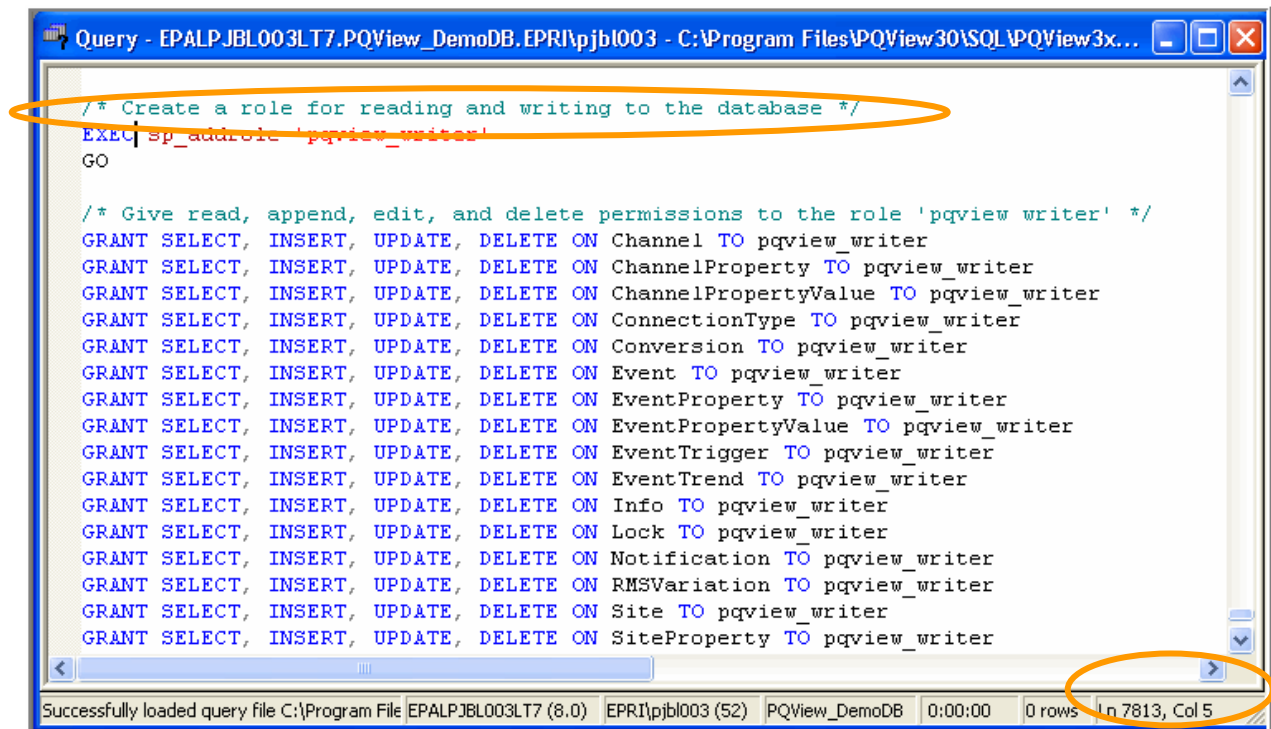 Query - EPALPJBL003LT7.PQView_DemoDB.EPRI\pjbl003 - C:\Program Files\PQView30\SQL\PQView3x...
/* Create a role for reading and writing to the database */
EXEC sp_addrole 'pqview_writer'
GO
/* Give read, append, edit, and delete permissions to the role 'pqview writer' */
GRANT SELECT, INSERT, UPDATE, DELETE ON Channel TO pqview_writer
GRANT SELECT, INSERT, UPDATE, DELETE ON ChannelProperty TO pqview_writer
GRANT SELECT, INSERT, UPDATE, DELETE ON ChannelPropertyValue TO pqview_writer
GRANT SELECT, INSERT, UPDATE, DELETE ON ConnectionType TO pqview_writer
GRANT SELECT, INSERT, UPDATE, DELETE ON Conversion TO pqview_writer
GRANT SELECT, INSERT, UPDATE, DELETE ON Event TO pqview_writer
GRANT SELECT, INSERT, UPDATE, DELETE ON EventProperty TO pqview_writer
GRANT SELECT, INSERT, UPDATE, DELETE ON EventPropertyValue TO pqview_writer
GRANT SELECT, INSERT, UPDATE, DELETE ON EventTrigger TO pqview_writer
GRANT SELECT, INSERT, UPDATE, DELETE ON EventTrend TO pqview_writer
GRANT SELECT, INSERT, UPDATE, DELETE ON Info TO pqview_writer
GRANT SELECT, INSERT, UPDATE, DELETE ON Lock TO pqview_writer
GRANT SELECT, INSERT, UPDATE, DELETE ON Notification TO pqview_writer
GRANT SELECT, INSERT, UPDATE, DELETE ON RMSVariation TO pqview_writer
GRANT SELECT, INSERT, UPDATE, DELETE ON Site TO pqview_writer
GRANT SELECT, INSERT, UPDATE, DELETE ON SiteProperty TO pqview_writer
Successfully loaded query file C:\Program File EPALPJBL003LT7 (8.0) EPRI\pjbl003 (52) PQView_DemoDB 0:00:00 0 rows Ln 7813, Col 5